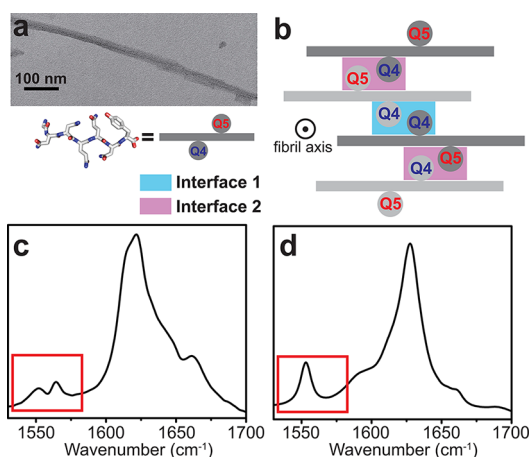 a
100 nm
Q5
=
Q4
Interface 1
Interface 2
b
Q5
Q4
Q5
Q4
Q4
fibril axis
Q5
Q4
Q5
c
1550 1600 1650 1700
Wavenumber (cm-1)
d
1550 1600 1650 1700
Wavenumber (cm-1)